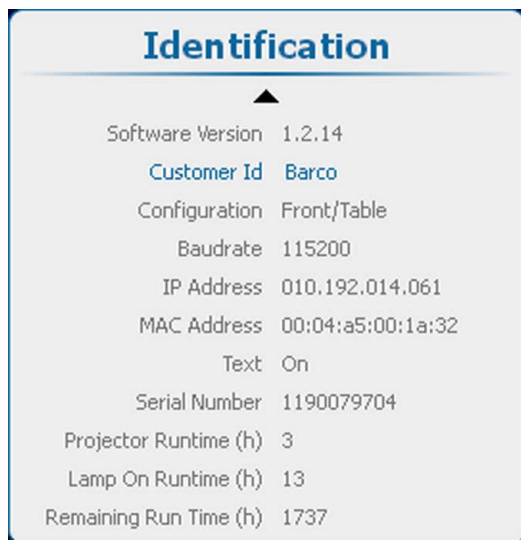 Identification
Software Version 1.2.14
Customer Id Barco
Configuration Front/Table
Baudrate 115200
IP Address 010.192.014.061
MAC Address 00:04:a5:00:1a:32
Text On
Serial Number 1190079704
Projector Runtime (h) 3
Lamp On Runtime (h) 13
Remaining Run Time (h) 1737